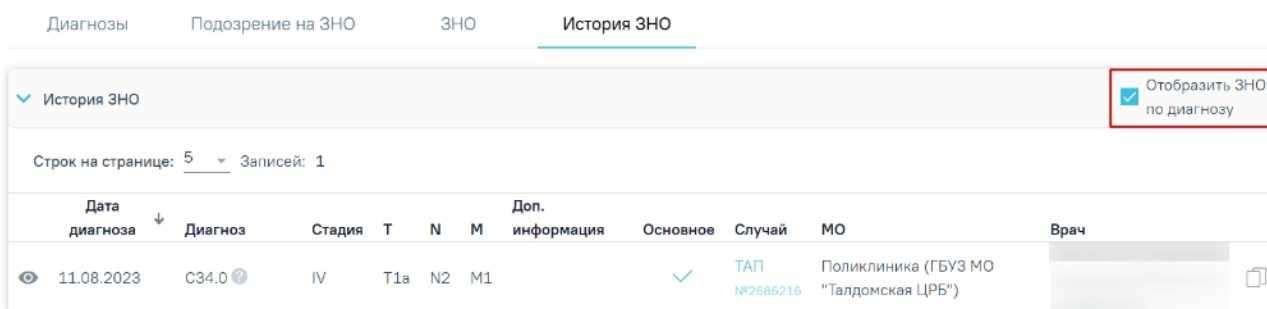 Диагнозы Подозрение на ЗНО ЗНО История ЗНО
История ЗНО
Отобразить ЗНО
по диагнозу
Строк на странице: 5 Записей: 1
Дата диагноза Диагноз Стадия T N M Доп. информация Основное Случай МО Врач
11.08.2023 C34.0 IV T1a N2 M1 ТАП №2686216 Поликлиника (ГБУЗ МО "Талдомская ЦРБ")